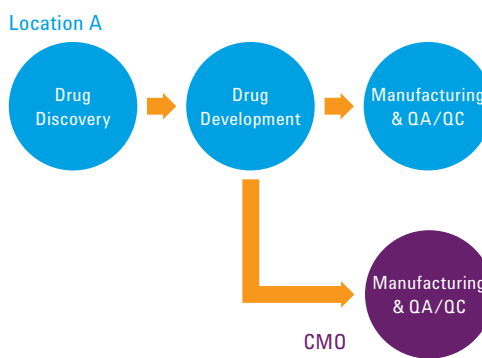 Location A
Drug
Discovery
Drug
Development
Manufacturing
& QA/QC
Manufacturing
& QA/QC
CMO